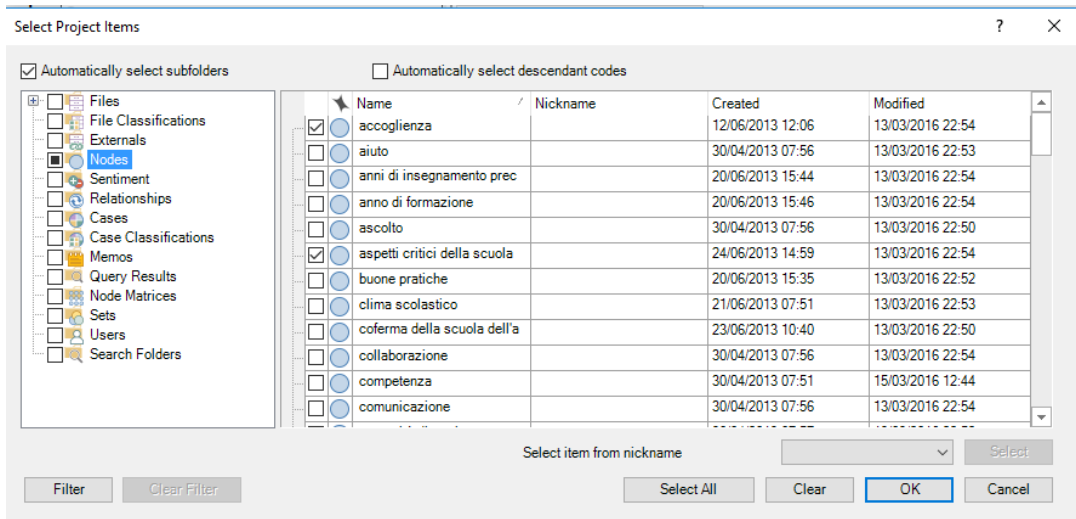 Select Project Items
Automatically select subfolders
Automatically select descendant codes
Files
File Classifications
Externals
Nodes
Sentiment
Relationships
Cases
Case Classifications
Memos
Query Results
Node Matrices
Sets
Users
Search Folders
Name Nickname Created Modified
accoglienza 12/06/2013 12:06 13/03/2016 22:54
aiuto 30/04/2013 07:56 13/03/2016 22:53
anni di insegnamento prec 20/06/2013 15:44 13/03/2016 22:54
anno di formazione 20/06/2013 15:46 13/03/2016 22:54
ascolto 30/04/2013 07:56 13/03/2016 22:50
aspetti critici della scuola 24/06/2013 14:59 13/03/2016 22:54
buone pratiche 20/06/2013 15:35 13/03/2016 22:52
clima scolastico 21/06/2013 07:51 13/03/2016 22:53
coferma della scuola dell'a 23/06/2013 10:40 13/03/2016 22:50
collaborazione 30/04/2013 07:56 13/03/2016 22:54
competenza 30/04/2013 07:51 15/03/2016 12:44
comunicazione 30/04/2013 07:56 13/03/2016 22:54
Select item from nickname
Select
Filter
Clear Filter
Select All
Clear
OK
Cancel